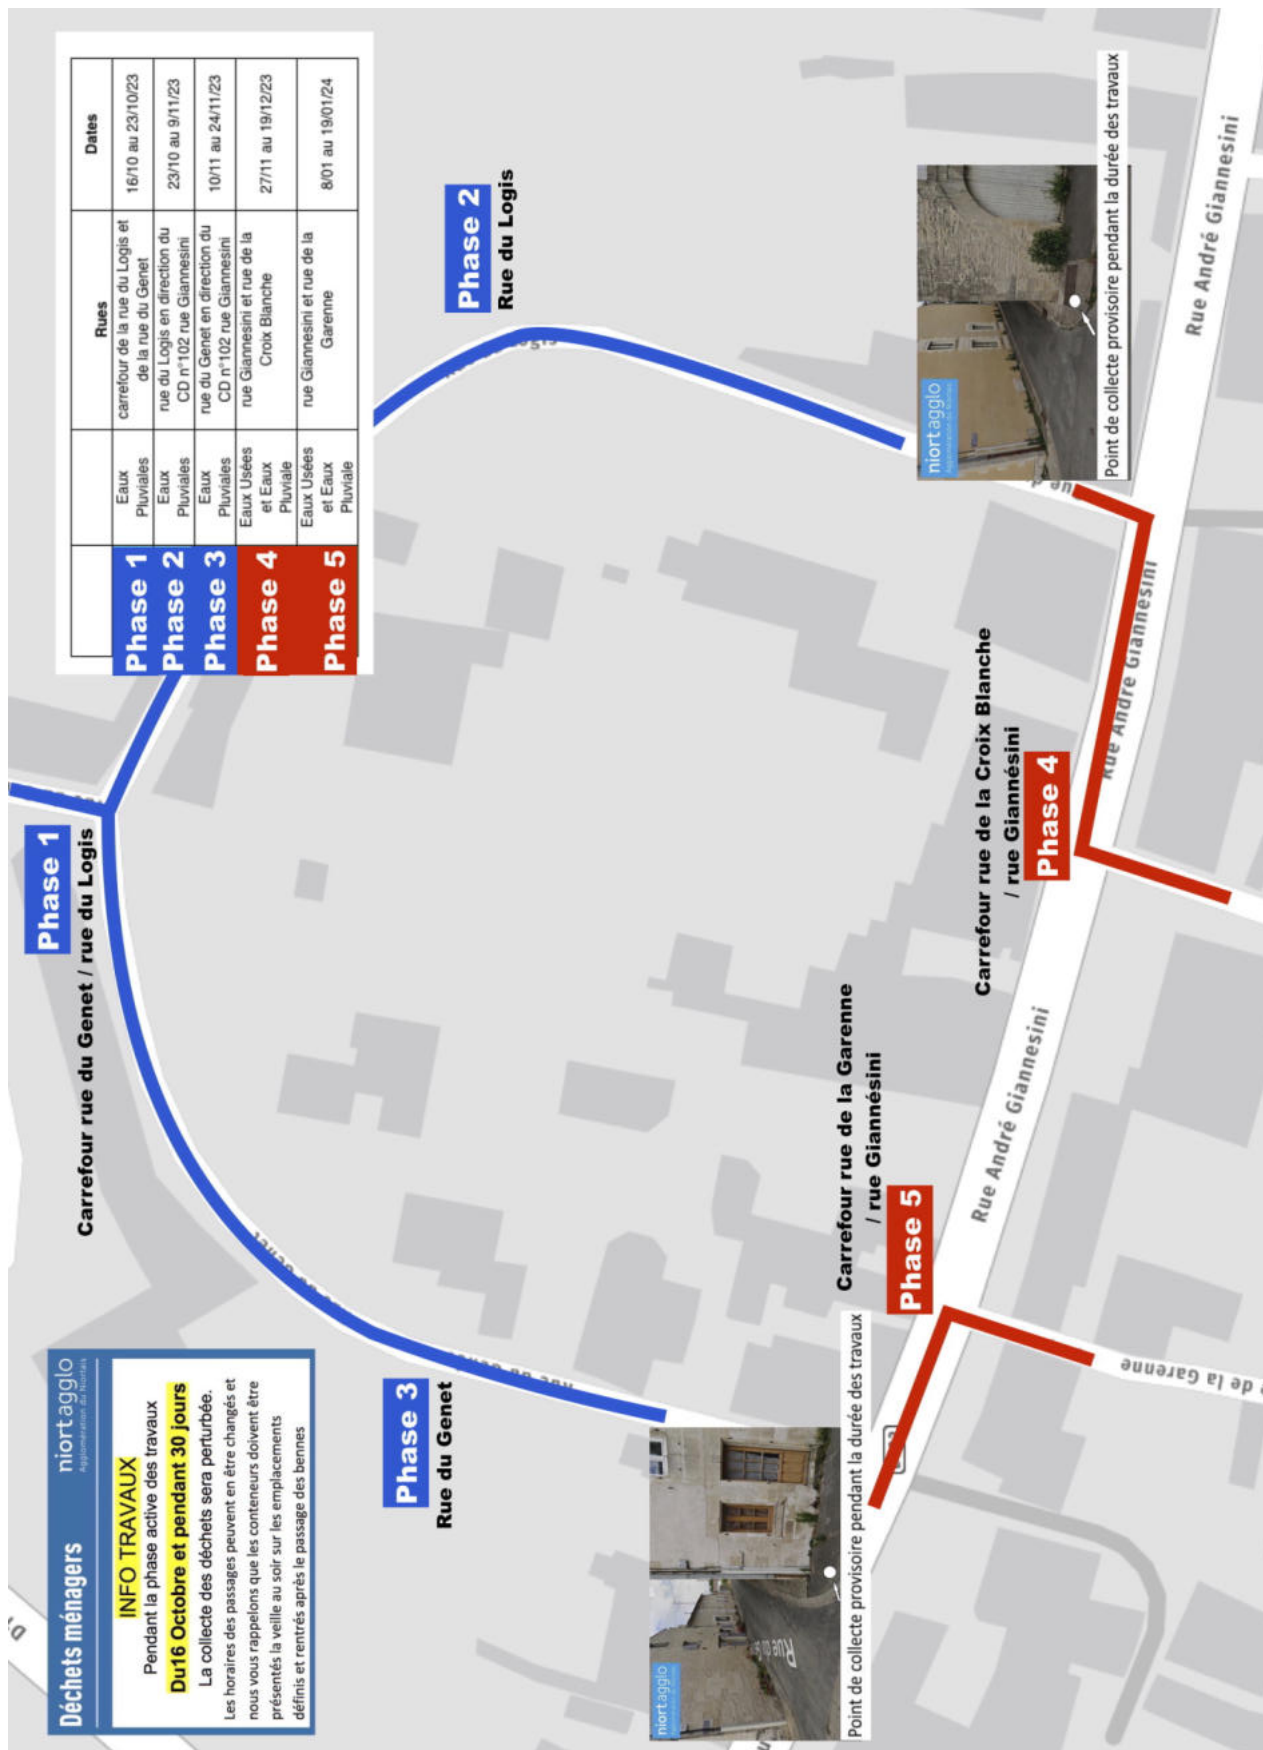 Déchets ménagers
niortagglo
Agglomération du Niortais
INFO TRAVAUX
Pendant la phase active des travaux
Du16 Octobre et pendant 30 jours
La collecte des déchets sera perturbée.
Les horaires des passages peuvent en être changés et
nous vous rappelons que les conteneurs doivent être
présentés la veille au soir sur les emplacements
définis et rentrés après le passage des bennes
Phase 1
Carrefour rue du Genet / rue du Logis
Rues
Dates
Phase 1
Eaux
Pluviales
carrefour de la rue du Logis et
de la rue du Genet
16/10 au 23/10/23
Phase 2
Eaux
Pluviales
rue du Logis en direction du
CD n°102 rue Giannesini
23/10 au 9/11/23
Phase 3
Eaux
Pluviales
rue du Genet en direction du
CD n°102 rue Giannesini
10/11 au 24/11/23
Phase 4
Eaux Usées
et Eaux
Pluviale
rue Giannesini et rue de la
Croix Blanche
27/11 au 19/12/23
Phase 5
Eaux Usées
et Eaux
Pluviale
rue Giannesini et rue de la
Garenne
8/01 au 19/01/24
Phase 3
Rue du Genet
Phase 2
Rue du Logis
niortagglo
Point de collecte provisoire pendant la durée des travaux
Carrefour rue de la Garenne
/ rue Giannésini
Phase 5
Carrefour rue de la Croix Blanche
/ rue Giannésini
Phase 4
niortagglo
Agglomération du Niortais
Point de collecte provisoire pendant la durée des travaux
Rue André Giannesini
Rue André Giannesini
Rue André Giannesini
de la Garenne